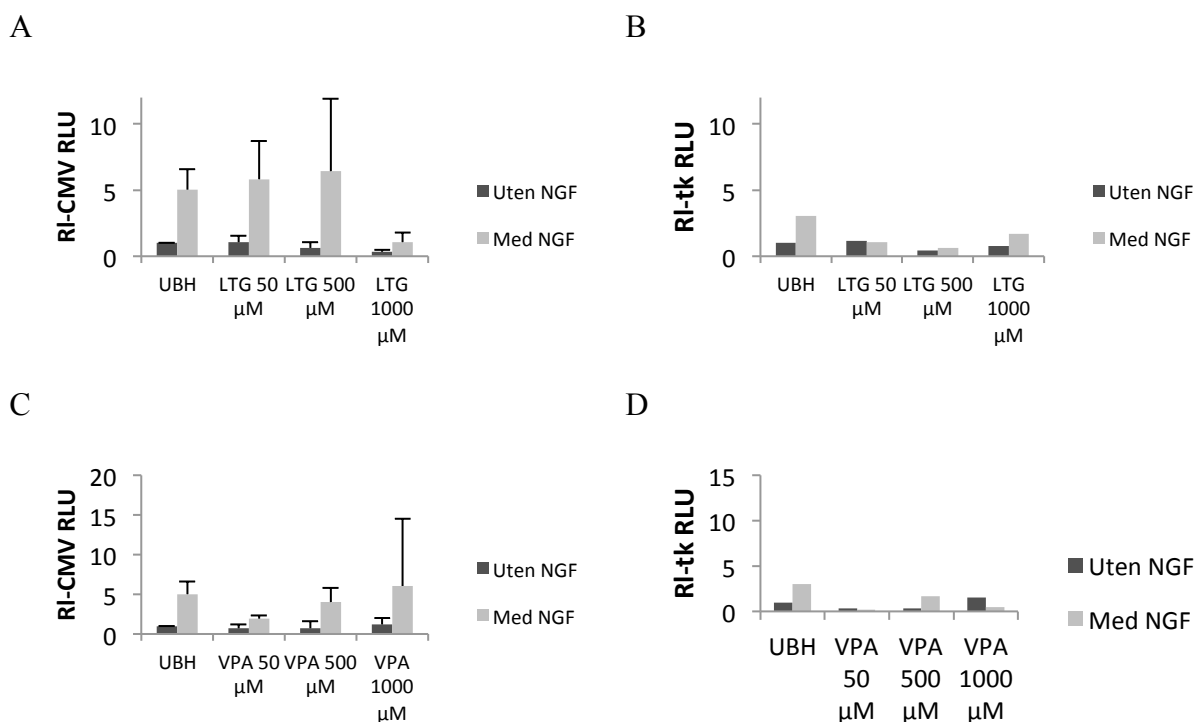 A
Rl-CMV RLU
10
5
0
UBH
LTG 50
µM
LTG 500
µM
LTG
1000
µM
Uten NGF
Med NGF
B
Rl-tk RLU
10
5
0
UBH
LTG 50
µM
LTG 500
µM
LTG
1000
µM
Uten NGF
Med NGF
C
Rl-CMV RLU
20
15
10
5
0
UBH
VPA 50
µM
VPA 500
µM
VPA
1000
µM
Uten NGF
Med NGF
D
Rl-tk RLU
15
10
5
0
UBH
VPA
50
µM
VPA
500
µM
VPA
1000
µM
Uten NGF
Med NGF